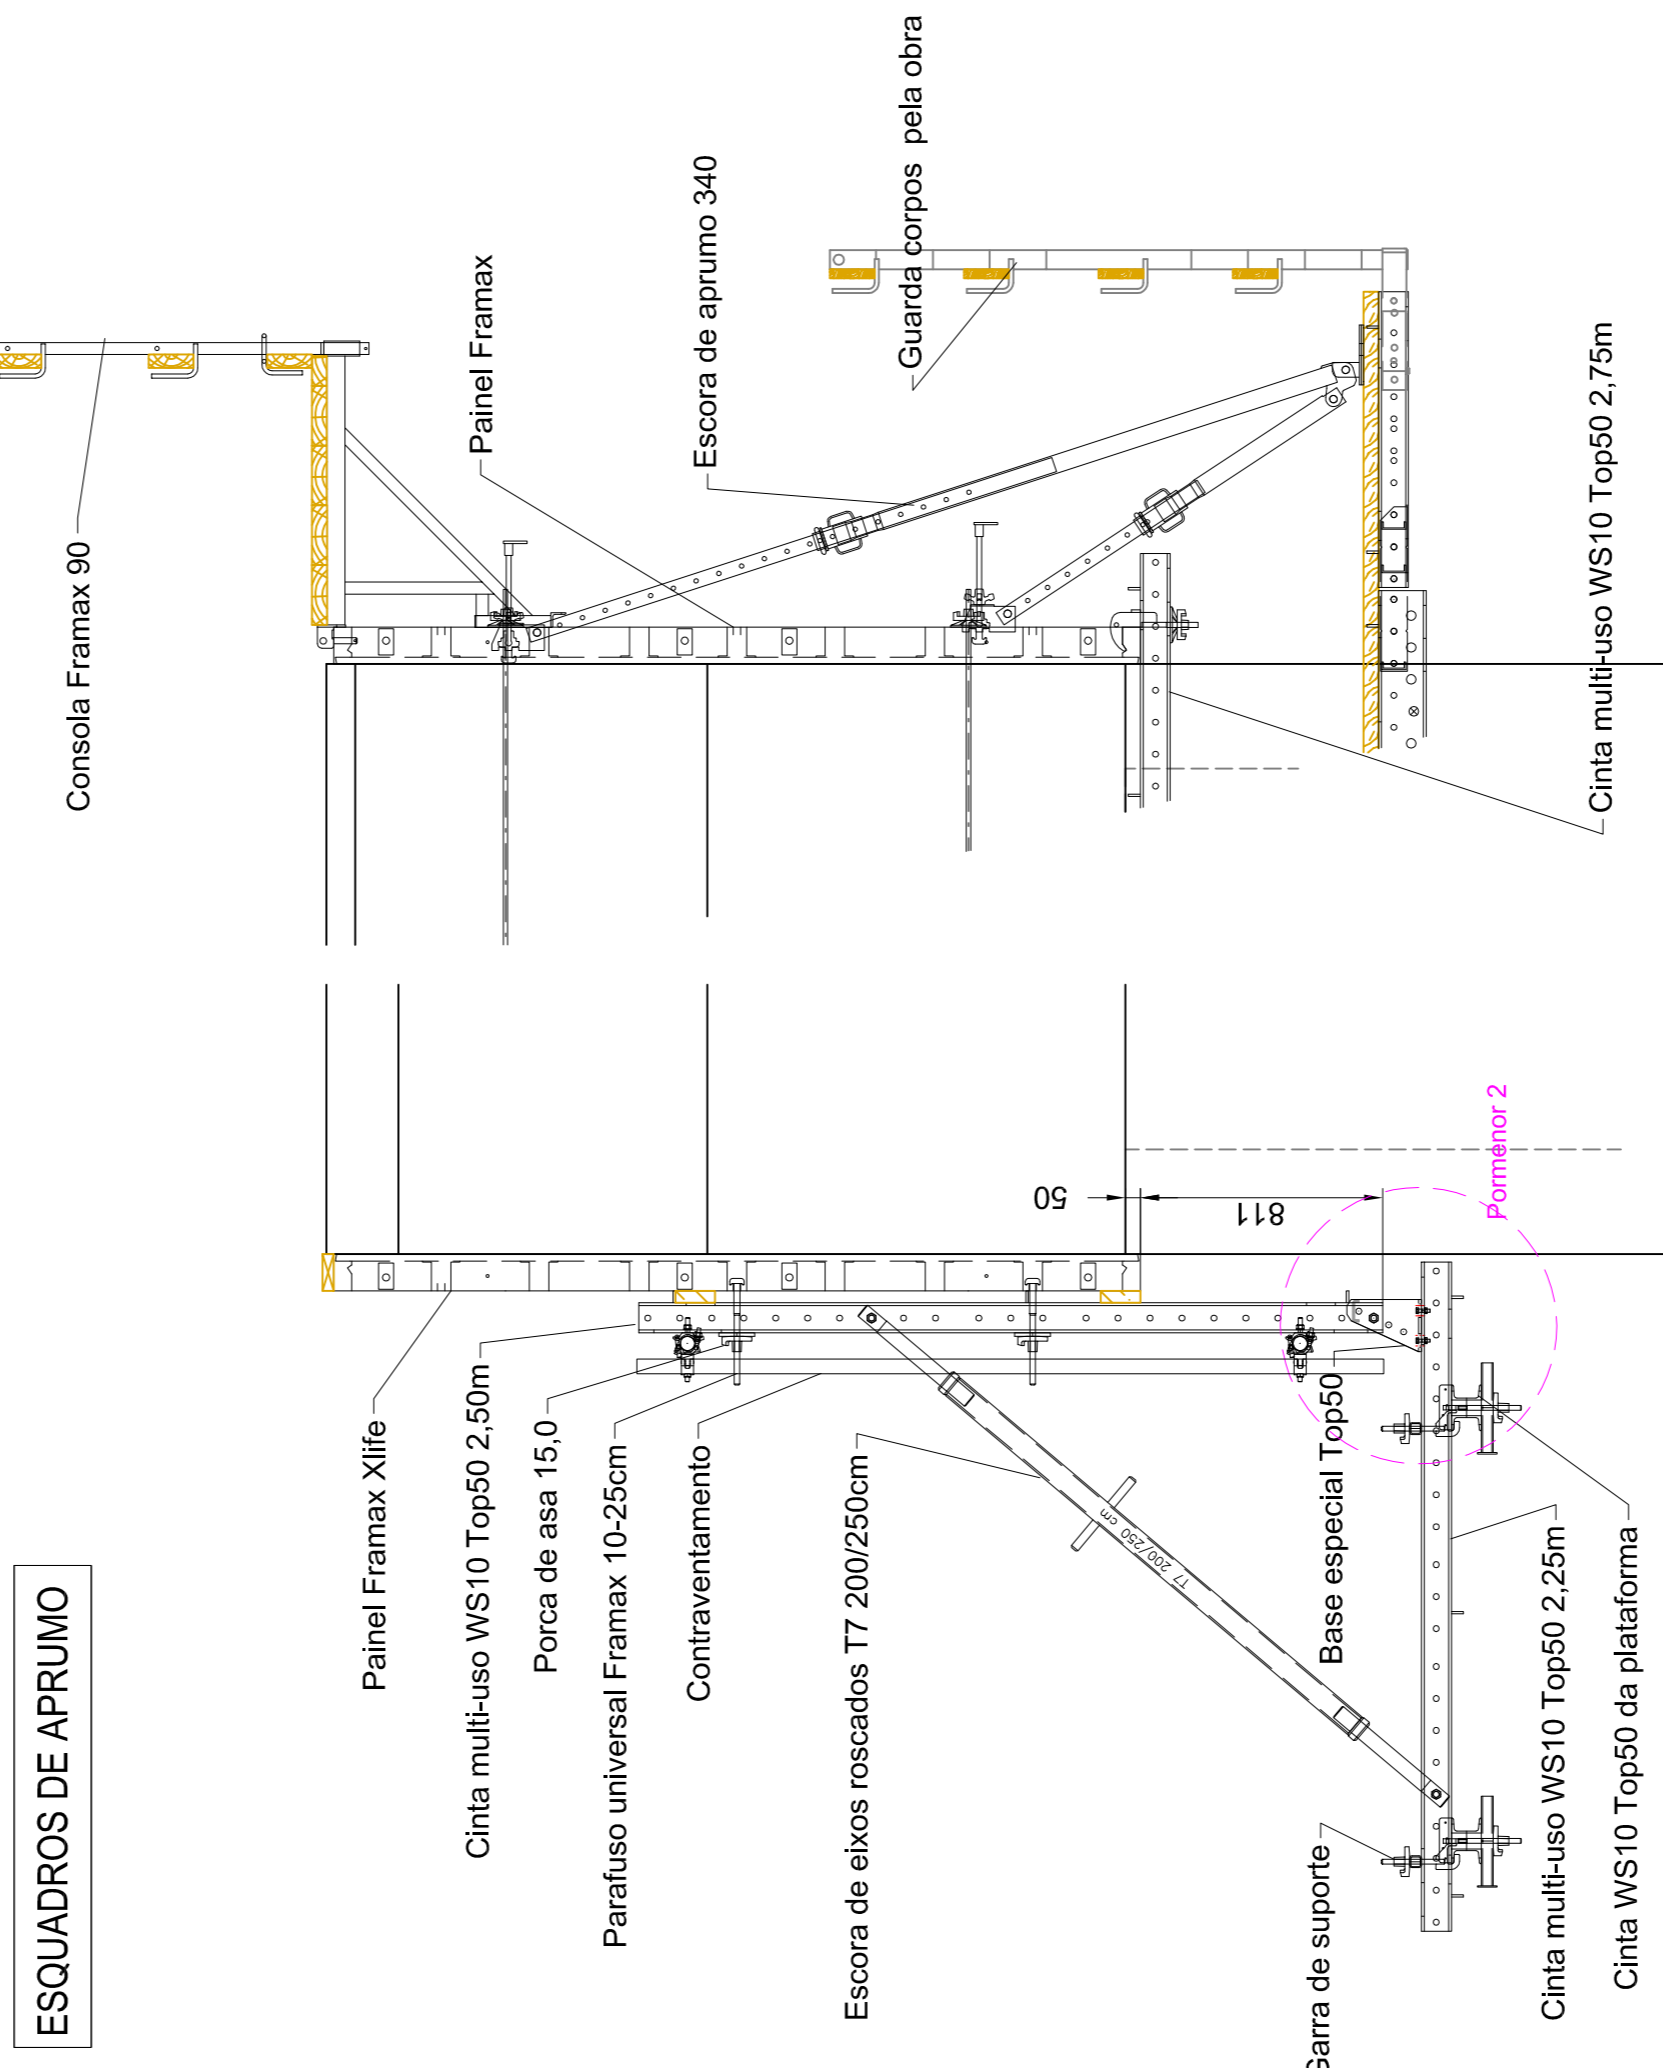 ESQUADROS DE APRUMO
Painel Framax Xlife
Cinta multi-uso WS10 Top50 2,50m
Porca de asa 15,0
Parafuso universal Framax 10-25cm
Contraventamento
Escora de eixos roscados T7 200/250cm
T7 200/250 cm
Garra de suporte
Base especial Top50
Cinta multi-uso WS10 Top50 2,25m
Cinta WS10 Top50 da plataforma
50
811
Pormenor 2
Consola Framax 90
Painel Framax
Escora de aprumo 340
Guarda corpos pela obra
Cinta multi-uso WS10 Top50 2,75m